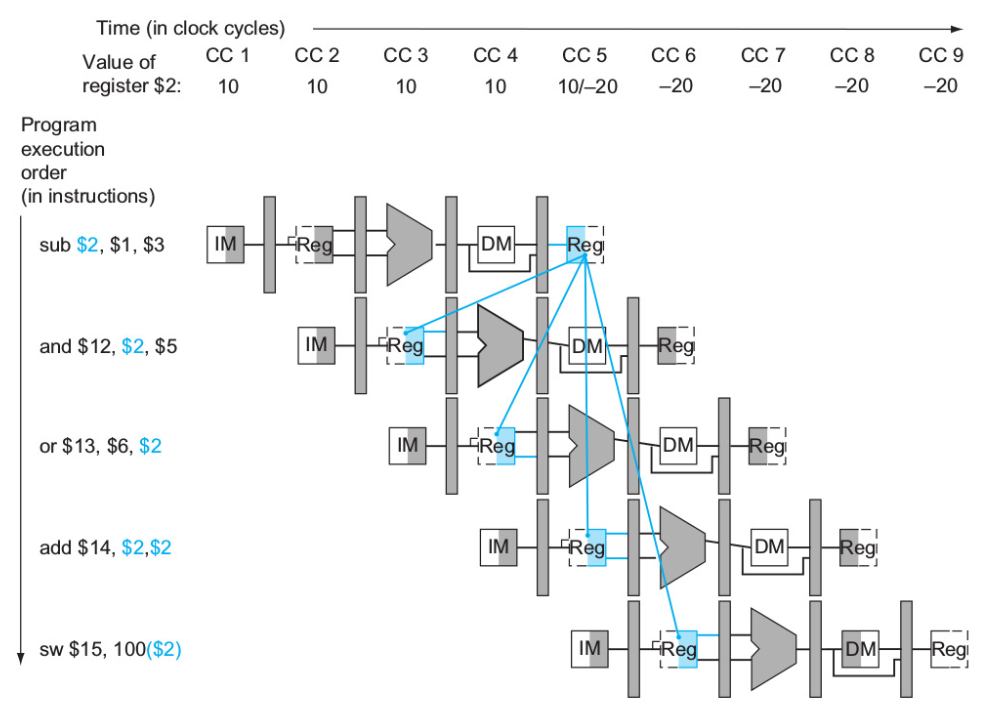 Time (in clock cycles)
CC 1 CC 2 CC 3 CC 4 CC 5 CC 6 CC 7 CC 8 CC 9
Value of
register $2: 10 10 10 10 10/–20 –20 –20 –20 –20
Program
execution
order
(in instructions)
sub $2, $1, $3
IM Reg DM Reg
and $12, $2, $5
IM Reg DM Reg
or $13, $6, $2
IM Reg DM Reg
add $14, $2,$2
IM Reg DM Reg
sw $15, 100($2)
IM Reg DM Reg